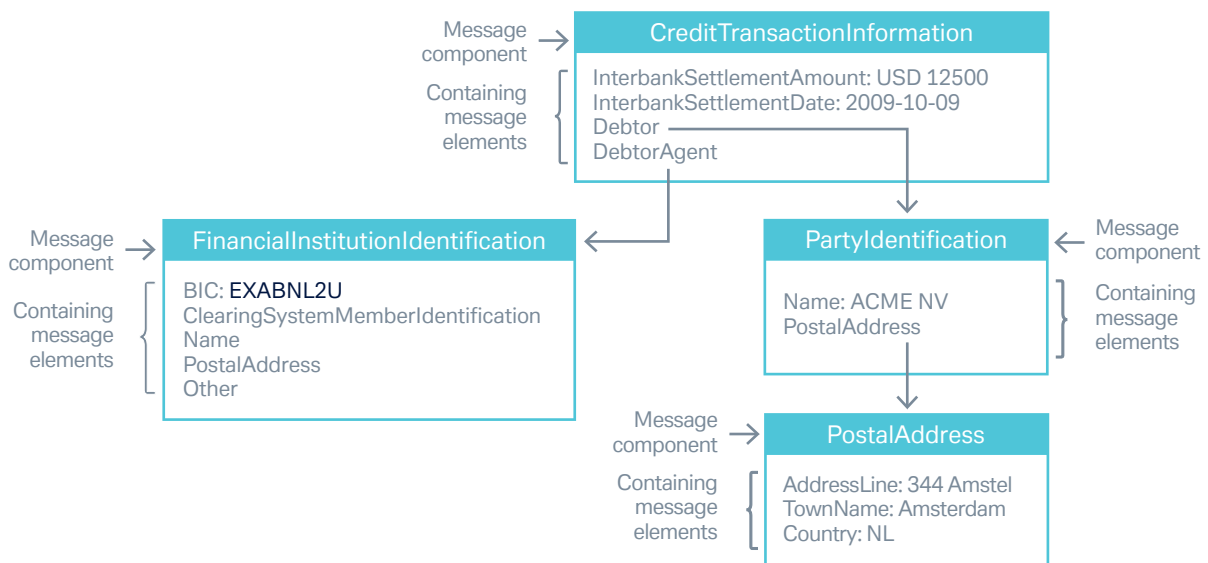 Message
component
CreditTransactionInformation
Containing
message
elements
InterbankSettlementAmount: USD 12500
InterbankSettlementDate: 2009-10-09
Debtor
DebtorAgent
Message
component
FinancialInstitutionIdentification
Containing
message
elements
BIC: EXABNL2U
ClearingSystemMemberIdentification
Name
PostalAddress
Other
PartyIdentification
Message
component
Name: ACME NV
PostalAddress
Containing
message
elements
Message
component
PostalAddress
Containing
message
elements
AddressLine: 344 Amstel
TownName: Amsterdam
Country: NL